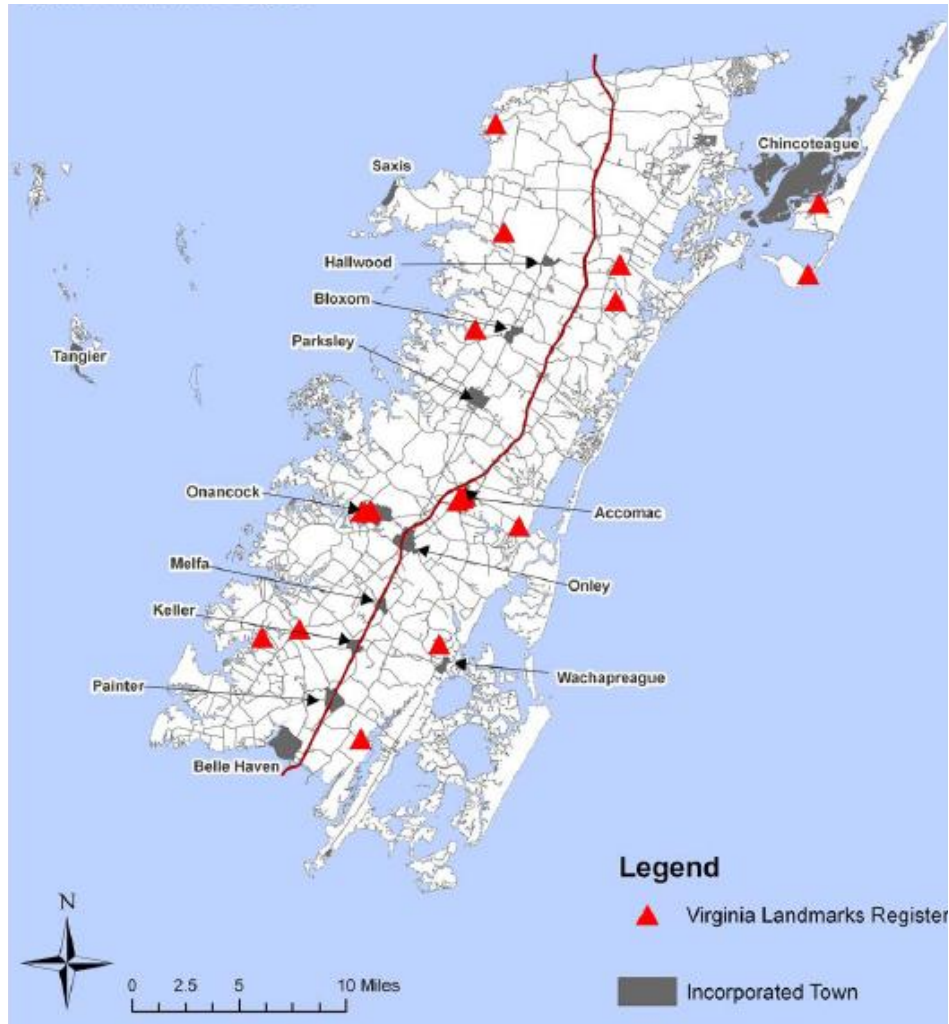 Chincoteague
Saxis
Hallwood
Bloxom
Parksley
Tangier
Onancock
Accomac
Melfa
Onley
Keller
Wachapreague
Painter
Belle Haven
Legend
N
Virginia Landmarks Register
0 2.5 5 10 Miles
Incorporated Town